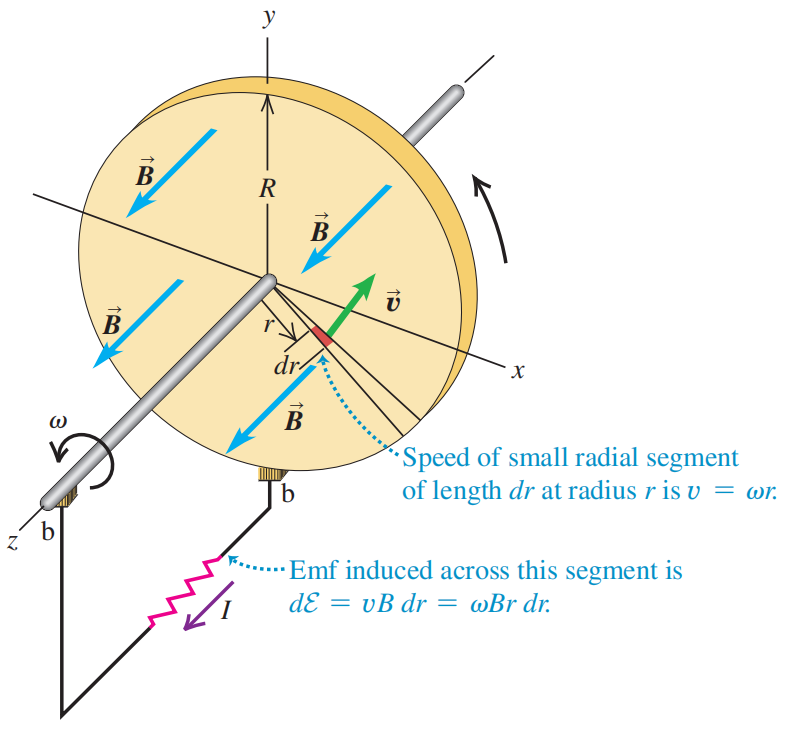 y
B⃗
R
B⃗
v⃗
B⃗
r
dr
x
B⃗
ω
Speed of small radial segment
of length dr at radius r is v = ωr.
b
b
z
Emf induced across this segment is
dℰ = vB dr = ωBr dr.
I